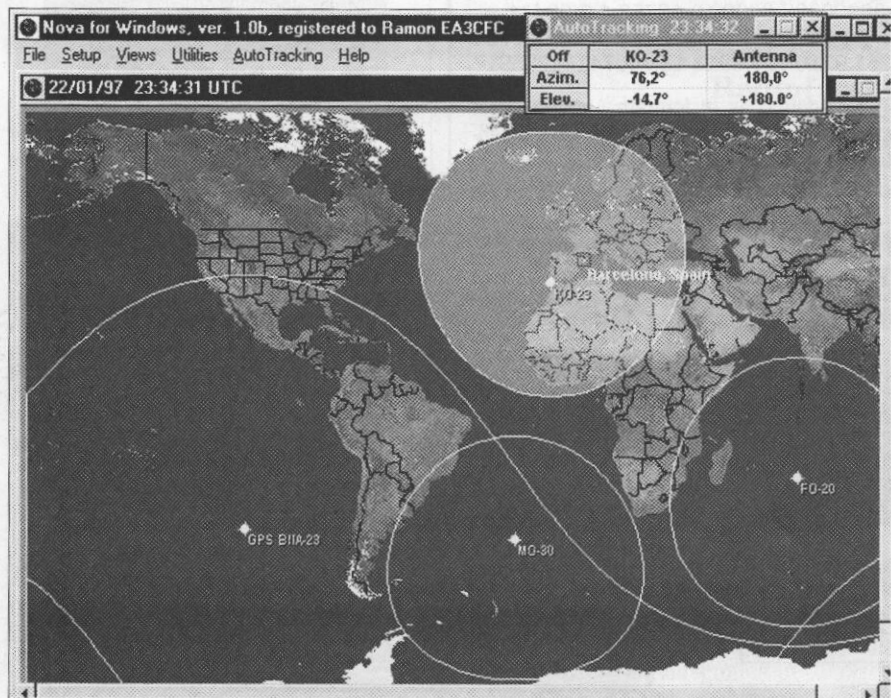 Nova for Windows, ver. 1.0b, registered to Ramon EA3CFC
AutoTracking 23:34:32
File Setup Views Utilities AutoTracking Help
Off KO-23 Antenna
Azim. 76,2° 180,0°
Elev. -14.7° +180.0°
22/01/97 23:34:31 UTC
Barcelona, Spain
KO-23
FO-20
GPS BIIA-23
MO-30